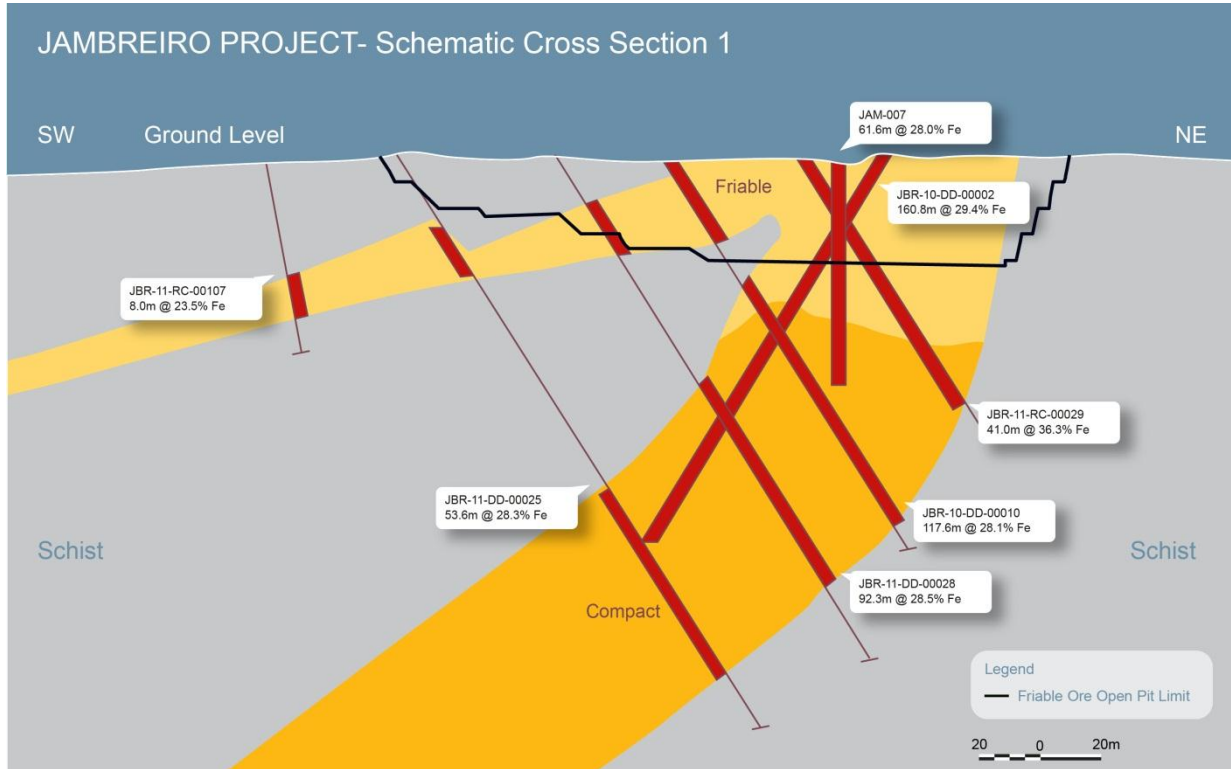 JAMBREIRO PROJECT- Schematic Cross Section 1
SW
Ground Level
NE
JAM-007
61.6m @ 28.0% Fe
Friable
JBR-10-DD-00002
160.8m @ 29.4% Fe
JBR-11-RC-00107
8.0m @ 23.5% Fe
JBR-11-RC-00029
41.0m @ 36.3% Fe
JBR-11-DD-00025
53.6m @ 28.3% Fe
JBR-10-DD-00010
117.6m @ 28.1% Fe
Schist
Schist
JBR-11-DD-00028
92.3m @ 28.5% Fe
Compact
Legend
Friable Ore Open Pit Limit
20 0 20m